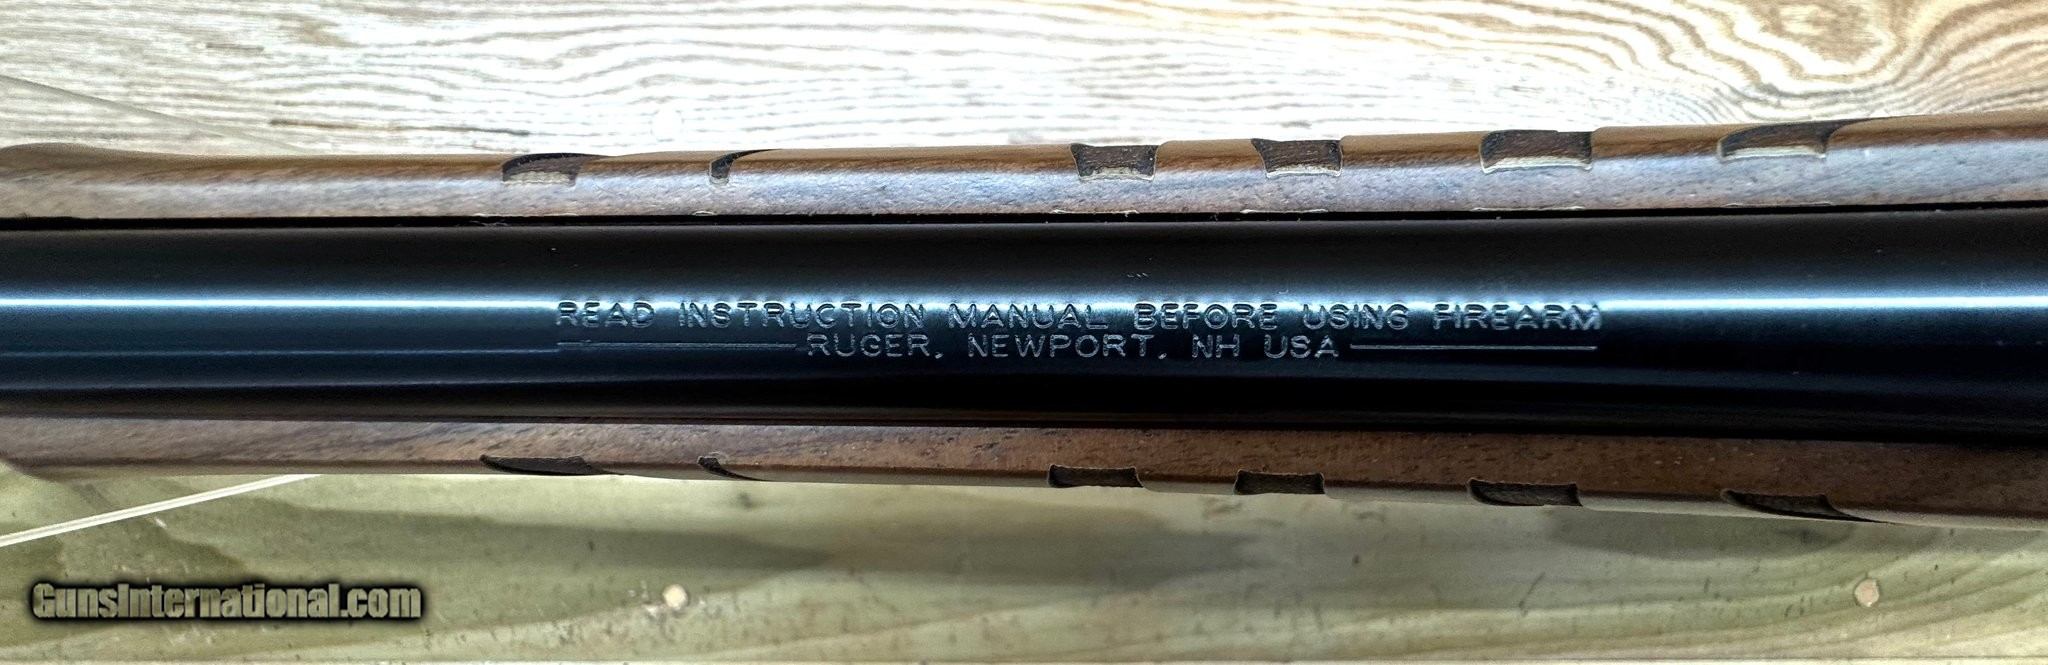 READ INSTRUCTION MANUAL BEFORE USING FIREARM
RUGER, NEWPORT, NH USA
GunsInternational.com